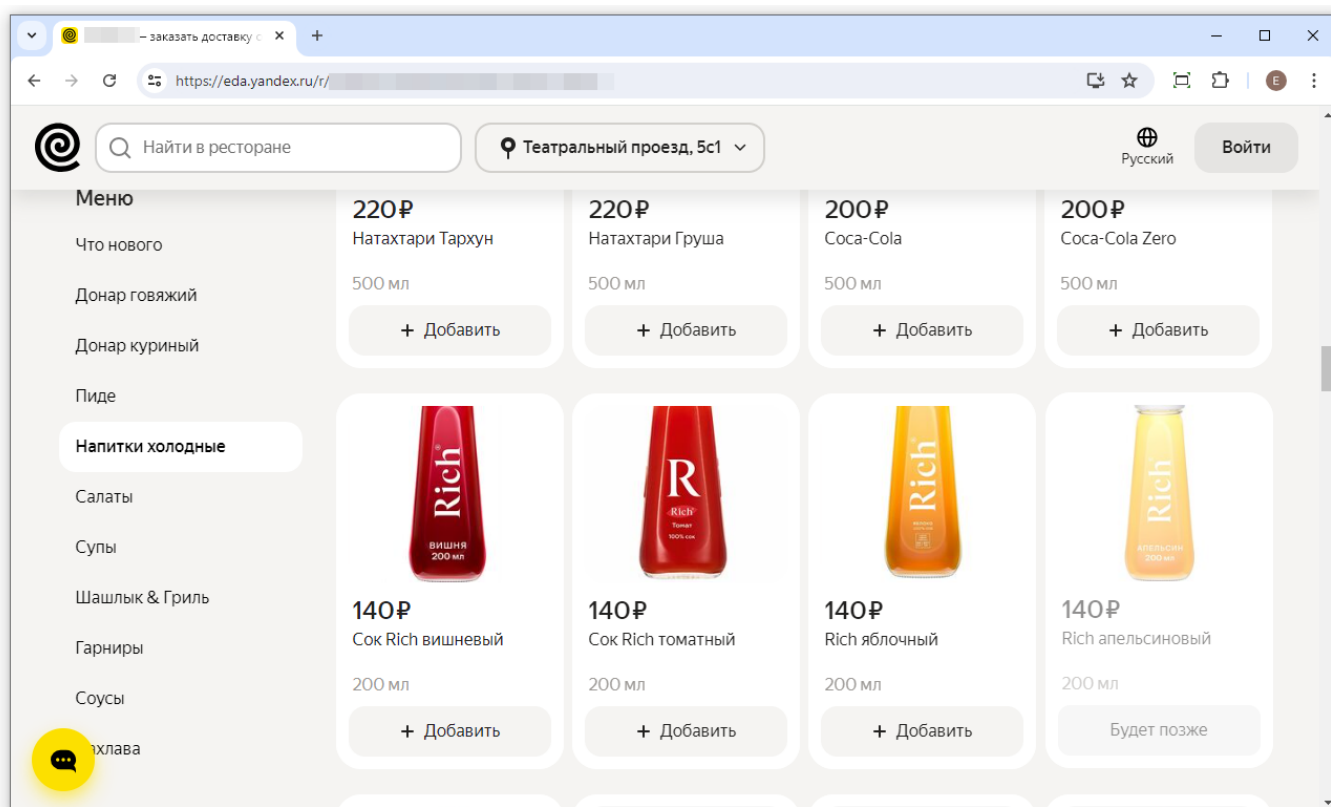 – заказать доставку с
https://eda.yandex.ru/r/
E
Найти в ресторане
Театральный проезд, 5с1
Русский
Войти
Меню
Что нового
Донар говяжий
Донар куриный
Пиде
Напитки холодные
Салаты
Супы
Шашлык & Гриль
Гарниры
Соусы
ахлава
220₽
Натахтари Тархун
500 мл
+ Добавить
220₽
Натахтари Груша
500 мл
+ Добавить
200₽
Coca-Cola
500 мл
+ Добавить
200₽
Coca-Cola Zero
500 мл
+ Добавить
Rich
ВИШНЯ
200 мл
140₽
Сок Rich вишневый
200 мл
+ Добавить
R
Rich
Томат
100% сок
140₽
Сок Rich томатный
200 мл
+ Добавить
Rich
140₽
Rich яблочный
200 мл
+ Добавить
Rich
АПЕЛЬСИН
200 мл
140₽
Rich апельсиновый
200 мл
Будет позже